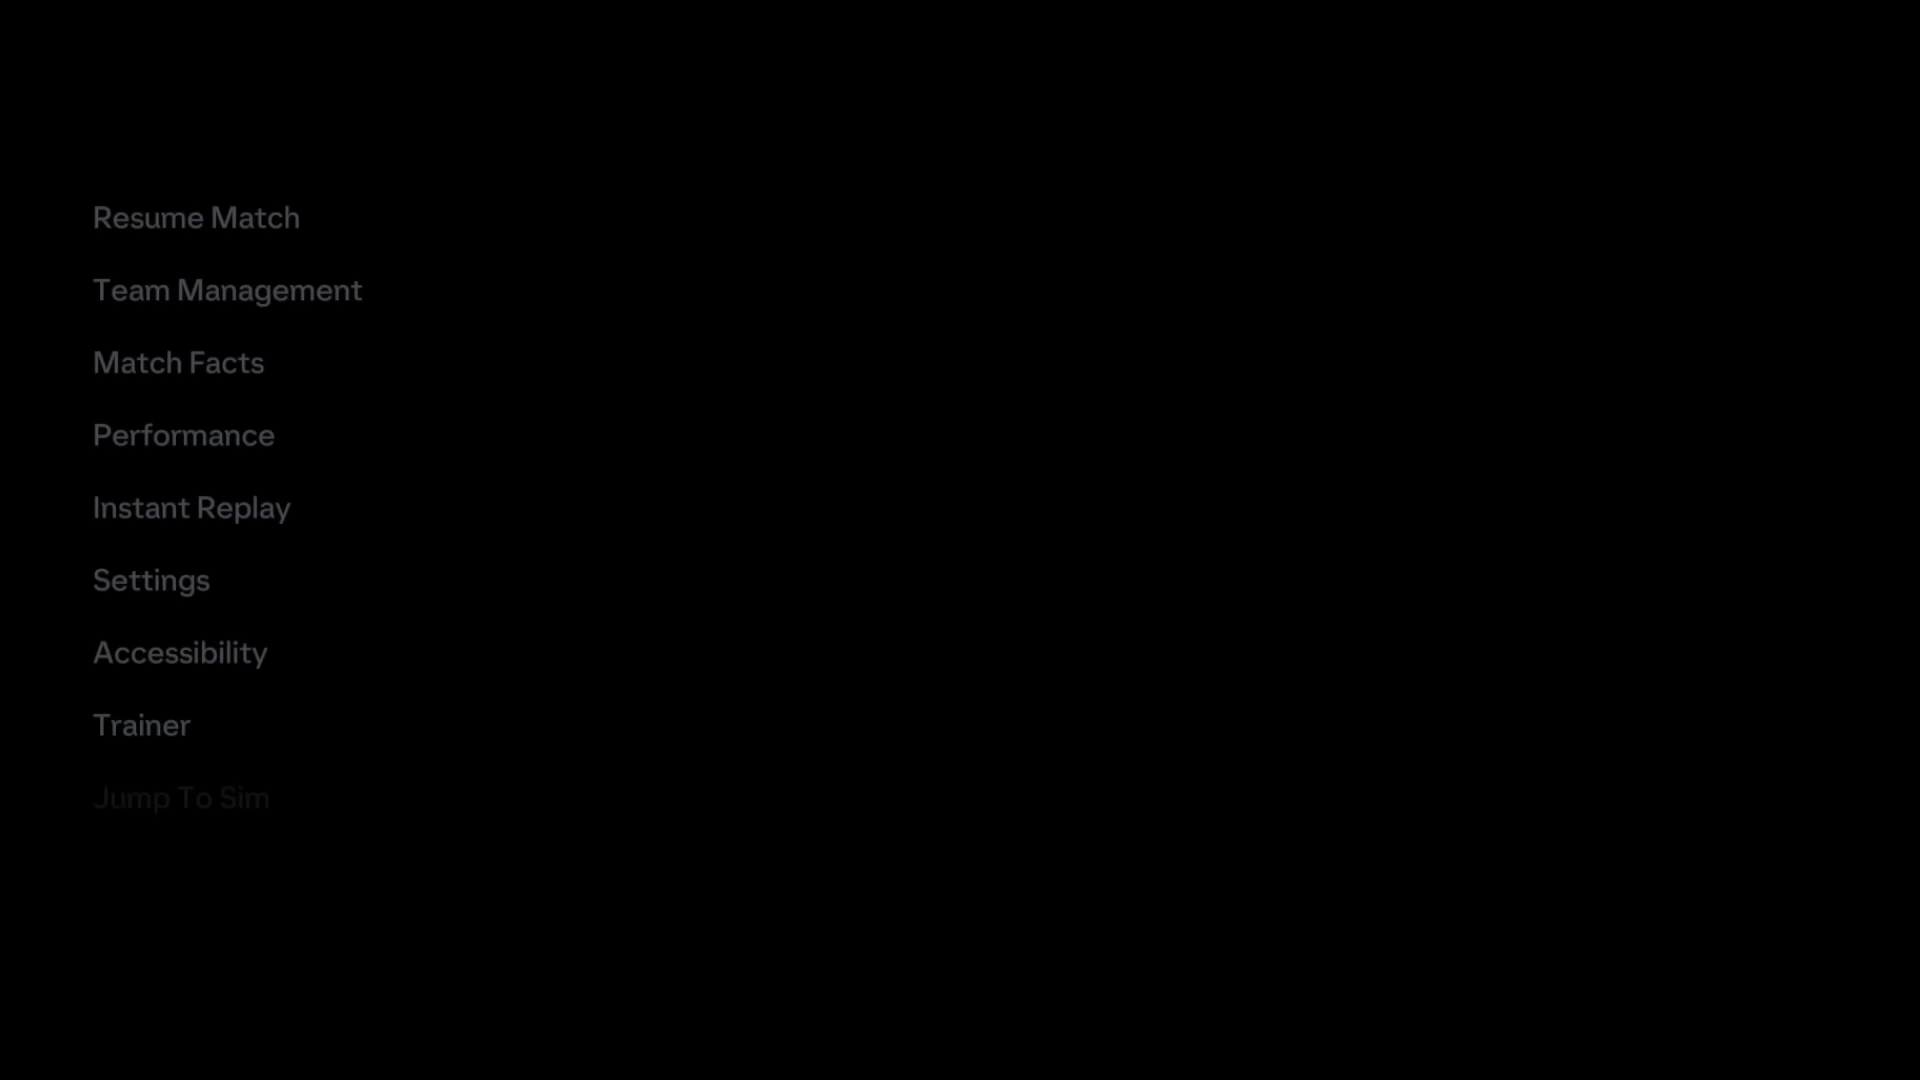 Resume Match
Team Management
Match Facts
Performance
Instant Replay
Settings
Accessibility
Trainer
Jump To Sim